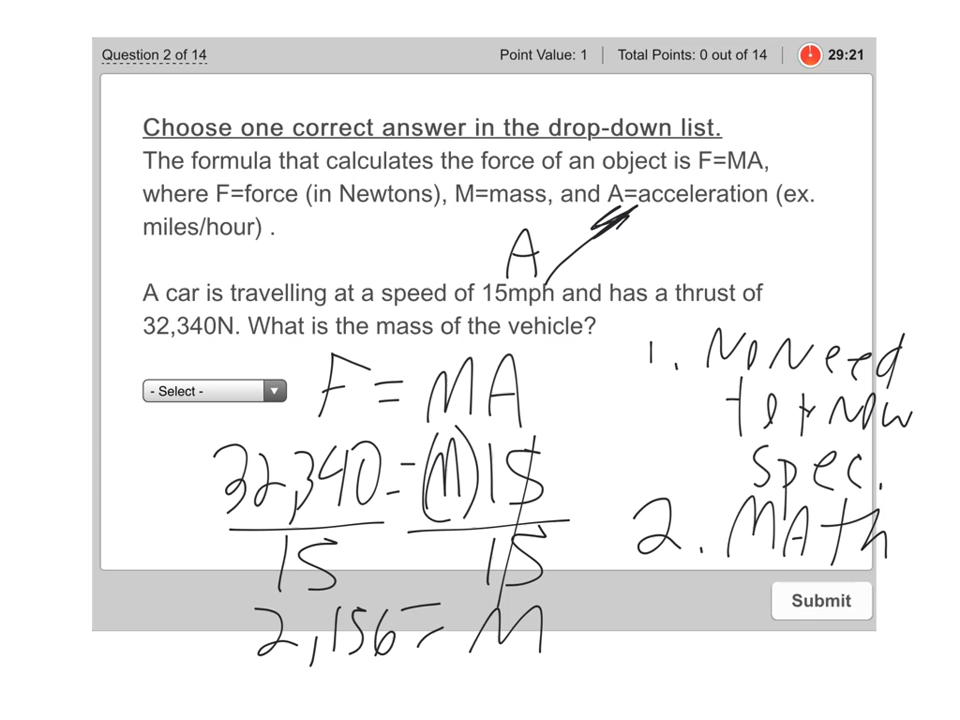 Question 2 of 14 Point Value: 1 | Total Points: 0 out of 14 | 29:21
Choose one correct answer in the drop-down list.
The formula that calculates the force of an object is F=MA,
where F=force (in Newtons), M=mass, and A=acceleration (ex.
miles/hour) .
A
A car is travelling at a speed of 15mph and has a thrust of
32,340N. What is the mass of the vehicle?
- Select -
F = MA
32,340 = (M)15
15 15
2,156 = M
1. No Need
to know
spec.
2. MAth
Submit